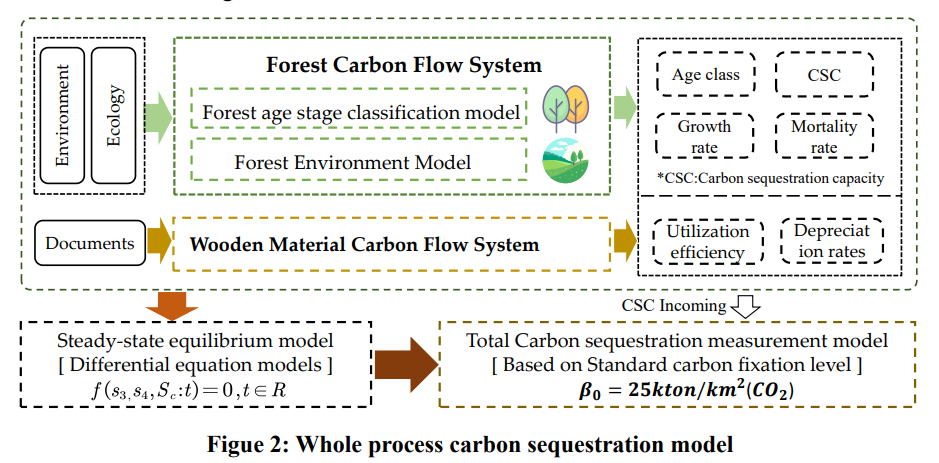 Environment
Ecology
Forest Carbon Flow System
Forest age stage classification model
Forest Environment Model
Age class
CSC
Growth
rate
Mortality
rate
*CSC:Carbon sequestration capacity
Documents
Wooden Material Carbon Flow System
Utilization
efficiency
Depreciat
ion rates
CSC Incoming
Steady-state equilibrium model
[ Differential equation models ]
f(s₃,s₄,S_c:t)=0,t∈R
Total Carbon sequestration measurement model
[ Based on Standard carbon fixation level ]
β₀ = 25kton/km²(CO₂)
Figue 2: Whole process carbon sequestration model